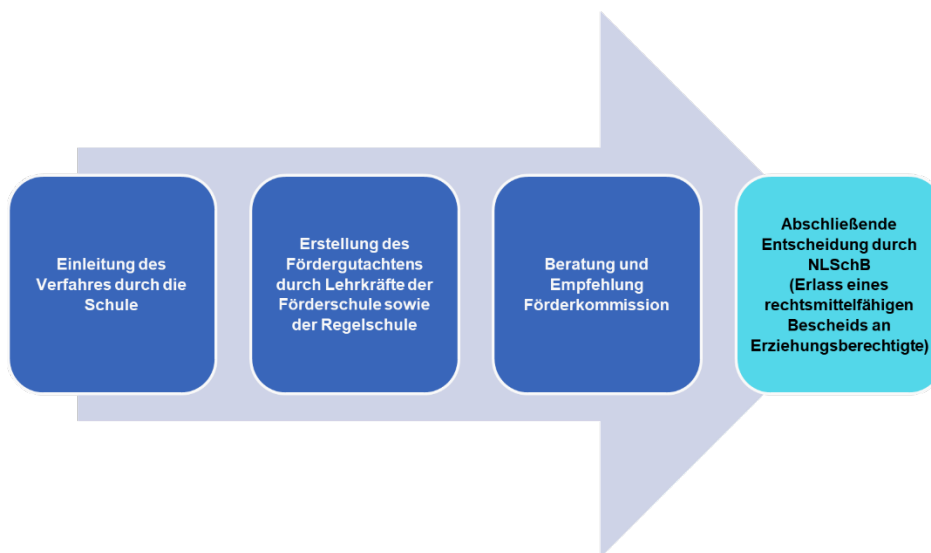 Einleitung des
Verfahres durch die
Schule
Erstellung des
Fördergutachtens
durch Lehrkräfte der
Förderschule sowie
der Regelschule
Beratung und
Empfehlung
Förderkommission
Abschließende
Entscheidung durch
NLSchB
(Erlass eines
rechtsmittelfähigen
Bescheids an
Erziehungsberechtigte)